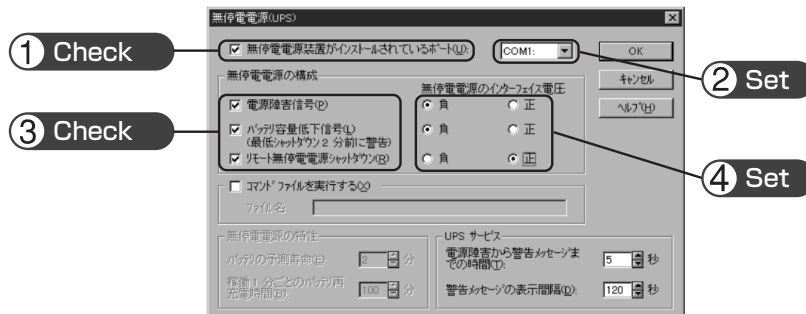 無停電電源(UPS)
① Check
無停電電源装置がインストールされているポート(U):
COM1:
OK
② Set
キャンセル
ヘルプ(H)
無停電電源の構成
無停電電源のインターフェイス電圧
③ Check
電源障害信号(P)
負
正
バッテリ容量低下信号(L)
(最低シャットダウン 2 分前に警告)
負
正
リモート無停電電源シャットダウン(R)
負
正
④ Set
コマンド ファイルを実行する(X)
ファイル名:
無停電電源の特性
バッテリの予測寿命(E):
2
分
稼働 1 分ごとのバッテリ再
充電時間(B):
100
分
UPS サービス
電源障害から警告メッセージま
での時間(T):
5
秒
警告メッセージの表示間隔(D):
120
秒